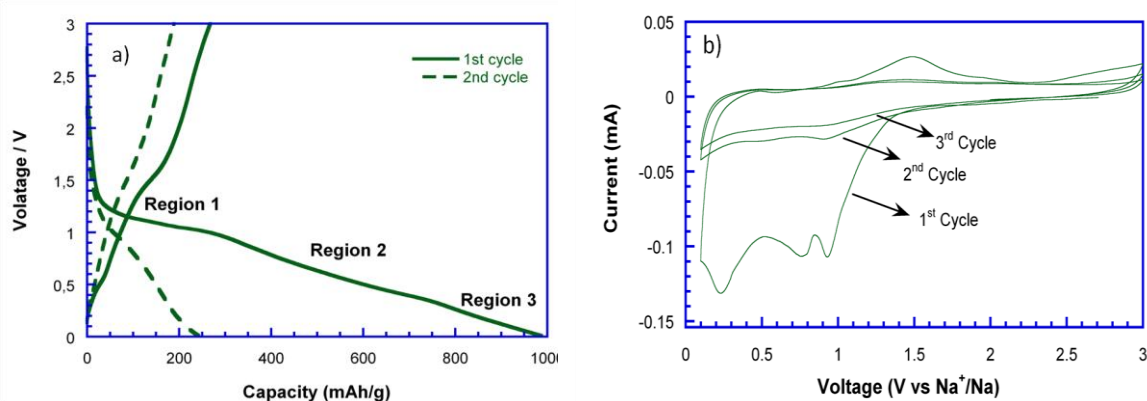 a)
1st cycle
2nd cycle
Region 1
Region 2
Region 3
3
2,5
2
1.5
1
0.5
0
Volatage / V
0 200 400 600 800 1000
Capacity (mAh/g)
b)
0.05
0
-0.05
-0.1
-0.15
Current (mA)
3rd Cycle
2nd Cycle
1st Cycle
0 0.5 1 1.5 2 2.5 3
Voltage (V vs Na+/Na)